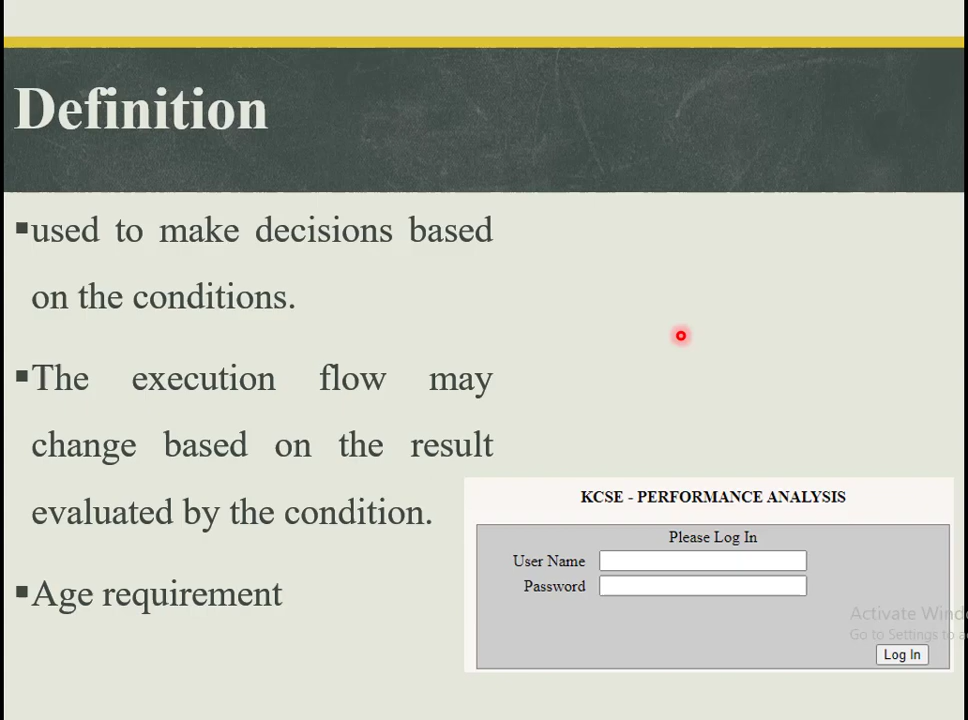 Definition
▪used to make decisions based
on the conditions.
▪The execution flow may
change based on the result
evaluated by the condition.
▪Age requirement
KCSE - PERFORMANCE ANALYSIS
Please Log In
User Name
Password
Activate Windo
Go to Settings to a
Log In